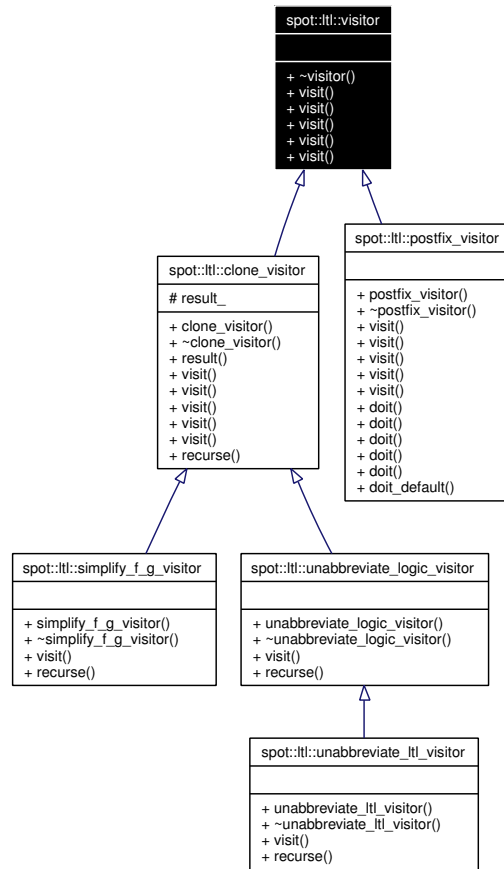 spot::ltl::visitor
+ ~visitor()
+ visit()
+ visit()
+ visit()
+ visit()
+ visit()
spot::ltl::postfix_visitor
+ postfix_visitor()
+ ~postfix_visitor()
+ visit()
+ visit()
+ visit()
+ visit()
+ visit()
+ doit()
+ doit()
+ doit()
+ doit()
+ doit()
+ doit_default()
spot::ltl::clone_visitor
# result_
+ clone_visitor()
+ ~clone_visitor()
+ result()
+ visit()
+ visit()
+ visit()
+ visit()
+ visit()
+ recurse()
spot::ltl::simplify_f_g_visitor
+ simplify_f_g_visitor()
+ ~simplify_f_g_visitor()
+ visit()
+ recurse()
spot::ltl::unabbreviate_logic_visitor
+ unabbreviate_logic_visitor()
+ ~unabbreviate_logic_visitor()
+ visit()
+ recurse()
spot::ltl::unabbreviate_ltl_visitor
+ unabbreviate_ltl_visitor()
+ ~unabbreviate_ltl_visitor()
+ visit()
+ recurse()